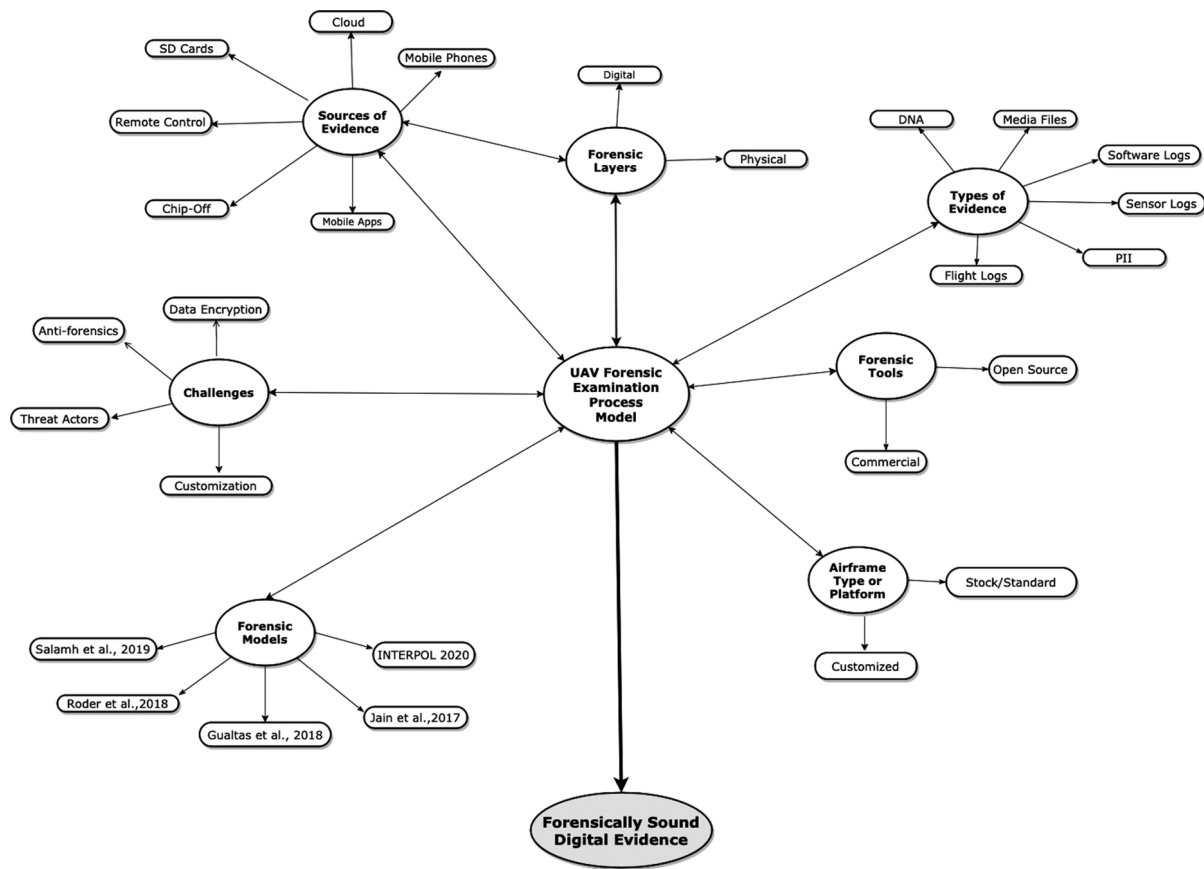 Cloud
SD Cards
Mobile Phones
Remote Control
Sources of
Evidence
Chip-Off
Mobile Apps
Digital
Forensic
Layers
Physical
DNA
Media Files
Software Logs
Types of
Evidence
Sensor Logs
PII
Flight Logs
Data Encryption
Anti-forensics
Challenges
Threat Actors
Customization
UAV Forensic
Examination
Process
Model
Forensic
Tools
Open Source
Commercial
Airframe
Type or
Platform
Stock/Standard
Customized
Forensic
Models
Salamh et al., 2019
INTERPOL 2020
Roder et al.,2018
Jain et al.,2017
Gualtas et al., 2018
Forensically Sound
Digital Evidence